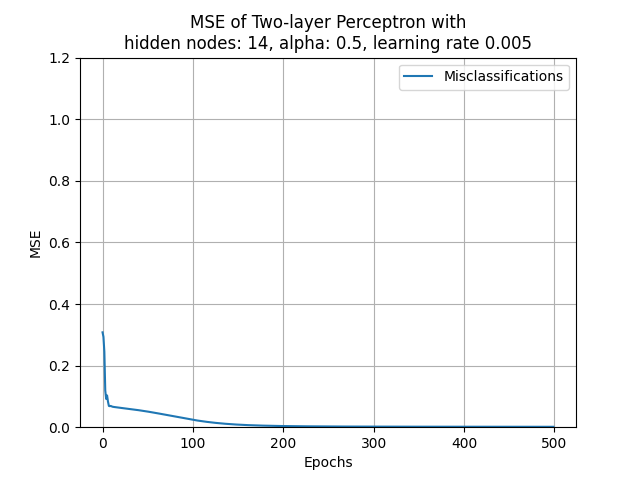 MSE of Two-layer Perceptron with
hidden nodes: 14, alpha: 0.5, learning rate 0.005
Misclassifications
1.2
1.0
0.8
0.6
0.4
0.2
0.0
MSE
0 100 200 300 400 500
Epochs